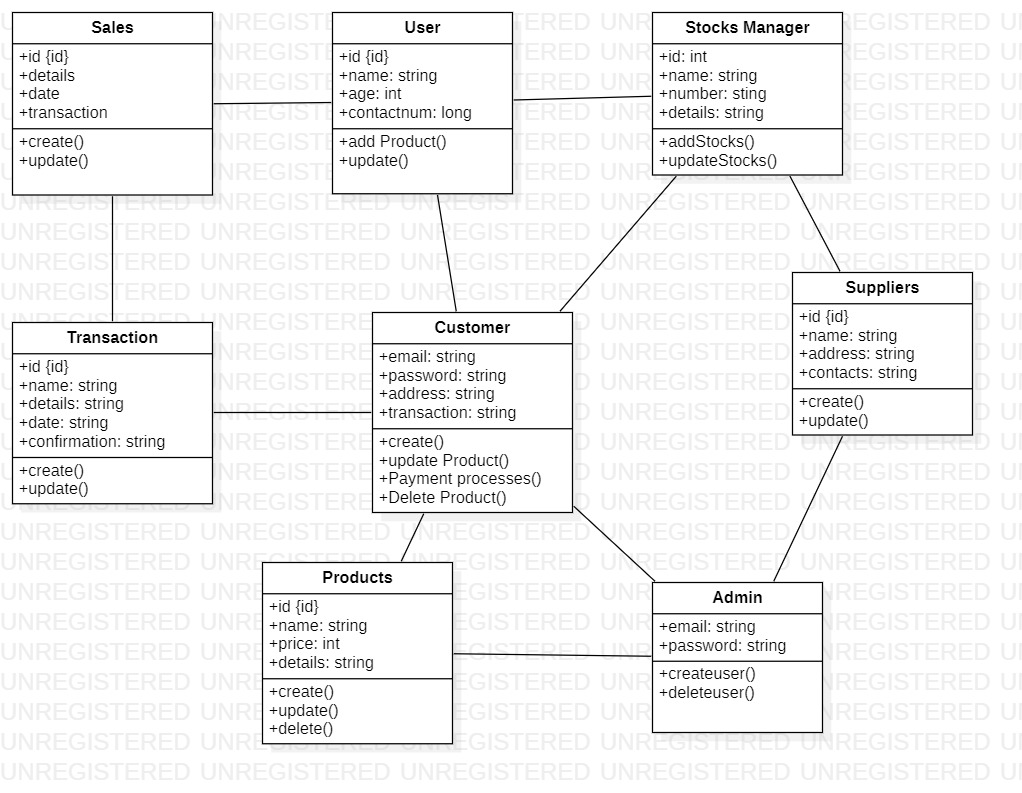 Sales
+id {id}
+details
+date
+transaction
+create()
+update()
User
+id {id}
+name: string
+age: int
+contactnum: long
+add Product()
+update()
Stocks Manager
+id: int
+name: string
+number: sting
+details: string
+addStocks()
+updateStocks()
Suppliers
+id {id}
+name: string
+address: string
+contacts: string
+create()
+update()
Transaction
+id {id}
+name: string
+details: string
+date: string
+confirmation: string
+create()
+update()
Customer
+email: string
+password: string
+address: string
+transaction: string
+create()
+update Product()
+Payment processes()
+Delete Product()
Products
+id {id}
+name: string
+price: int
+details: string
+create()
+update()
+delete()
Admin
+email: string
+password: string
+createuser()
+deleteuser()
UNREGISTERED